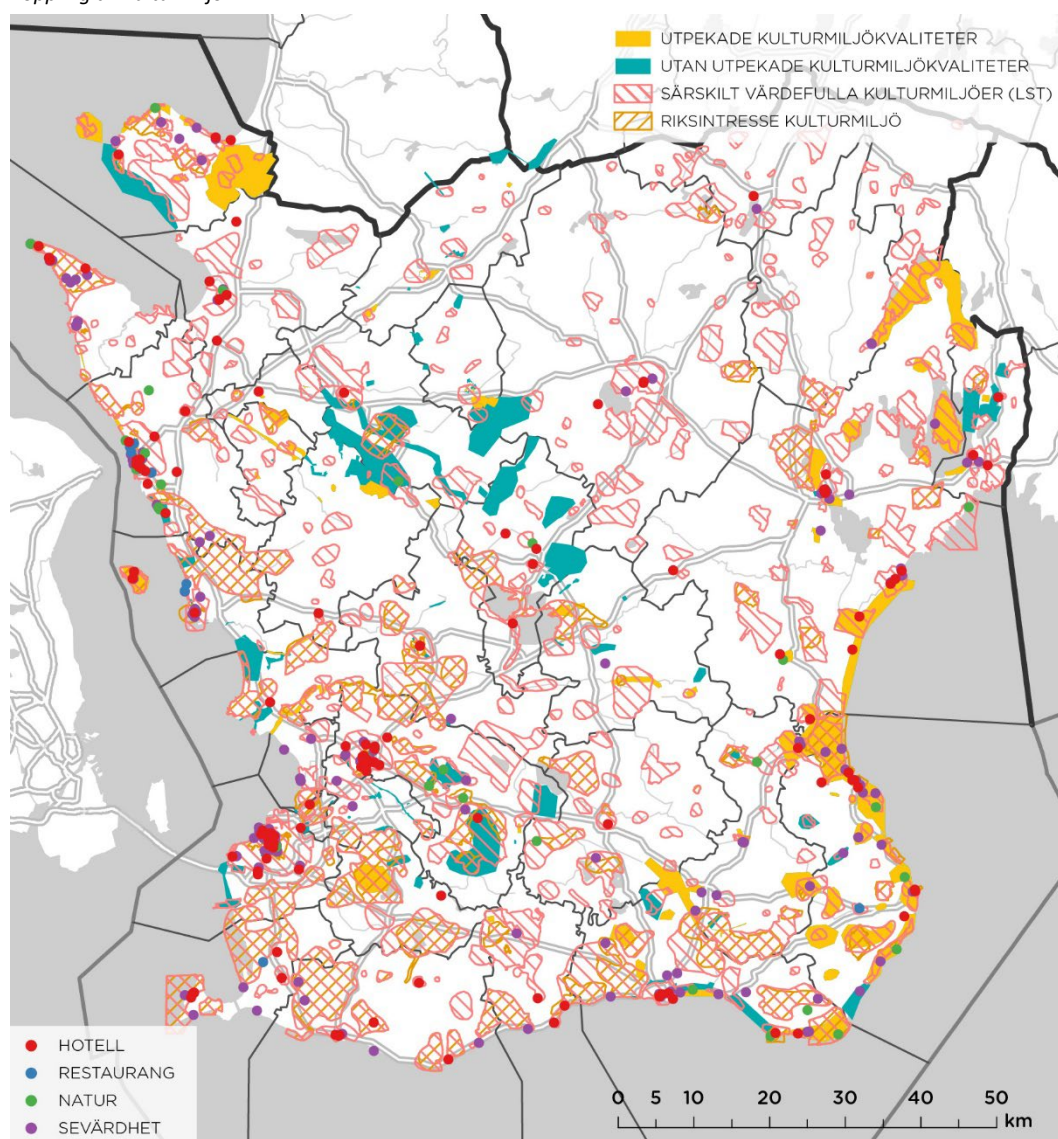 UTPEKADE KULTURMILJÖKVALITETER
UTAN UTPEKADE KULTURMILJÖKVALITETER
SÄRSKILT VÄRDEFULLA KULTURMILJÖER (LST)
RIKSINTRESSE KULTURMILJÖ
HOTELL
RESTAURANG
NATUR
SEVÄRDHET
0 5 10 20 30 40 50
km